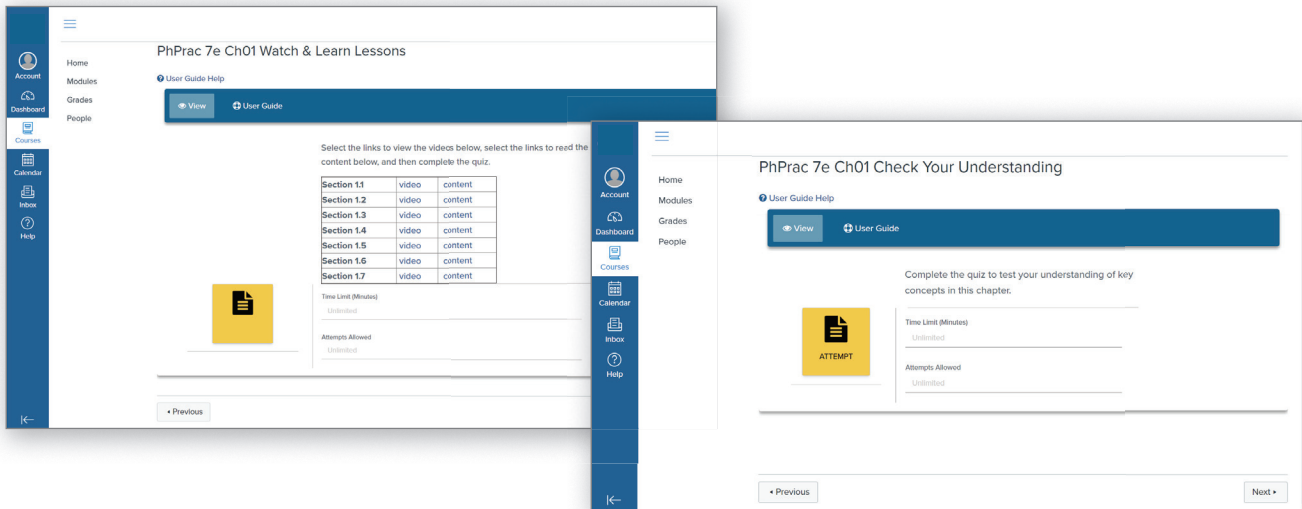 PhPrac 7e Ch01 Watch & Learn Lessons
Home
Modules
Grades
People
Account
Dashboard
Courses
Calendar
Inbox
Help
User Guide Help
View User Guide
Select the links to view the videos below, select the links to read the
content below, and then complete the quiz.
Section 1.1 video content
Section 1.2 video content
Section 1.3 video content
Section 1.4 video content
Section 1.5 video content
Section 1.6 video content
Section 1.7 video content
Time Limit (Minutes)
Unlimited
Attempts Allowed
Unlimited
Previous
PhPrac 7e Ch01 Check Your Understanding
Home
Modules
Grades
People
Account
Dashboard
Courses
Calendar
Inbox
Help
User Guide Help
View User Guide
Complete the quiz to test your understanding of key
concepts in this chapter.
ATTEMPT
Time Limit (Minutes)
Unlimited
Attempts Allowed
Unlimited
Previous
Next